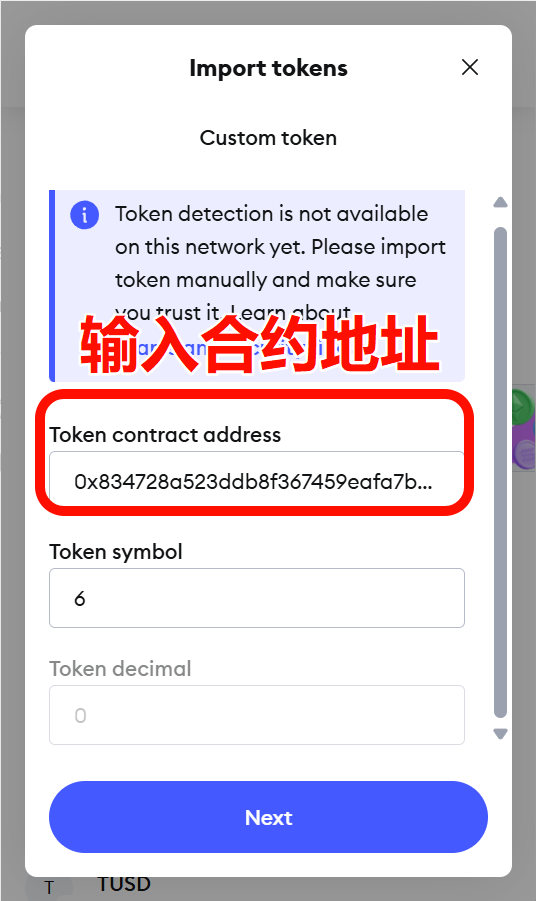 Import tokens
Custom token
Token detection is not available
on this network yet. Please import
token manually and make sure
you trust it. Learn about
输入合约地址
Token contract address
0x834728a523ddb8f367459eafa7b...
Token symbol
6
Token decimal
0
Next
T
TUSD